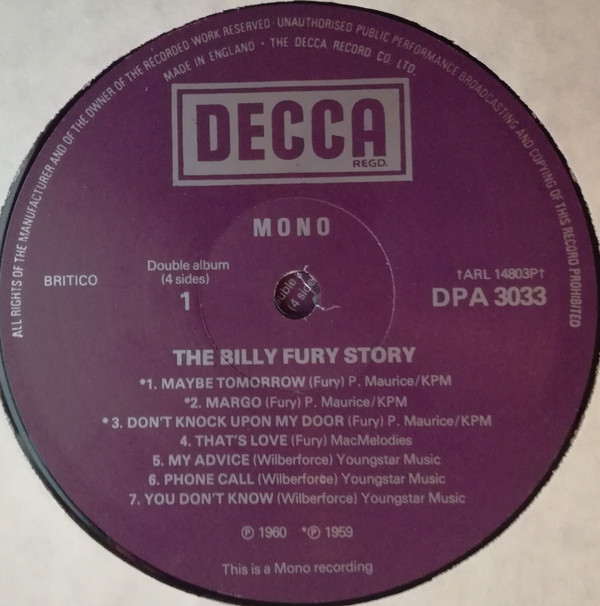 ALL RIGHTS OF THE MANUFACTURER AND OF THE OWNER OF THE RECORDED WORK RESERVED · UNAUTHORISED PUBLIC PERFORMANCE BROADCASTING AND COPYING OF THIS RECORD PROHIBITED
MADE IN ENGLAND · THE DECCA RECORD CO. LTD.
DECCA
REGD.
MONO
BRITICO
Double album
(4 sides)
1
†ARL 14803P†
DPA 3033
THE BILLY FURY STORY
*1. MAYBE TOMORROW (Fury) P. Maurice/KPM
*2. MARGO (Fury) P. Maurice/KPM
*3. DON'T KNOCK UPON MY DOOR (Fury) P. Maurice/KPM
4. THAT'S LOVE (Fury) MacMelodies
5. MY ADVICE (Wilberforce) Youngstar Music
6. PHONE CALL (Wilberforce) Youngstar Music
7. YOU DON'T KNOW (Wilberforce) Youngstar Music
℗ 1960 *℗ 1959
This is a Mono recording